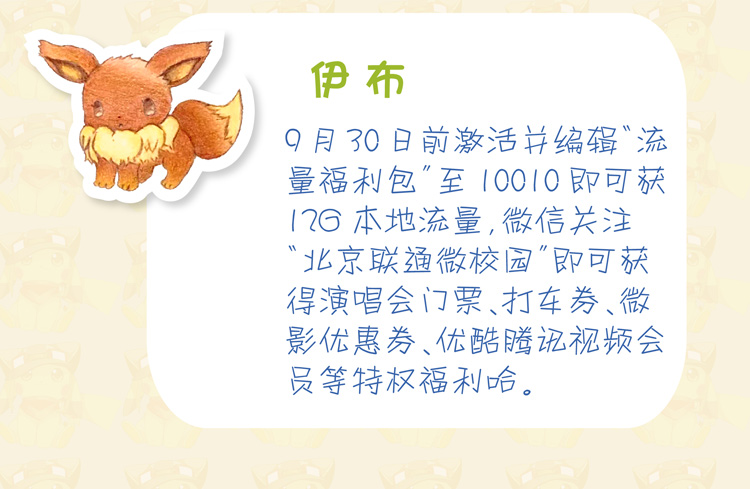 伊布
9月30日前激活并编辑“流
量福利包”至10010即可获
12G本地流量,微信关注
“北京联通微校园”即可获
得演唱会门票、打车券、微
影优惠券、优酷腾讯视频会
员等特权福利哈。